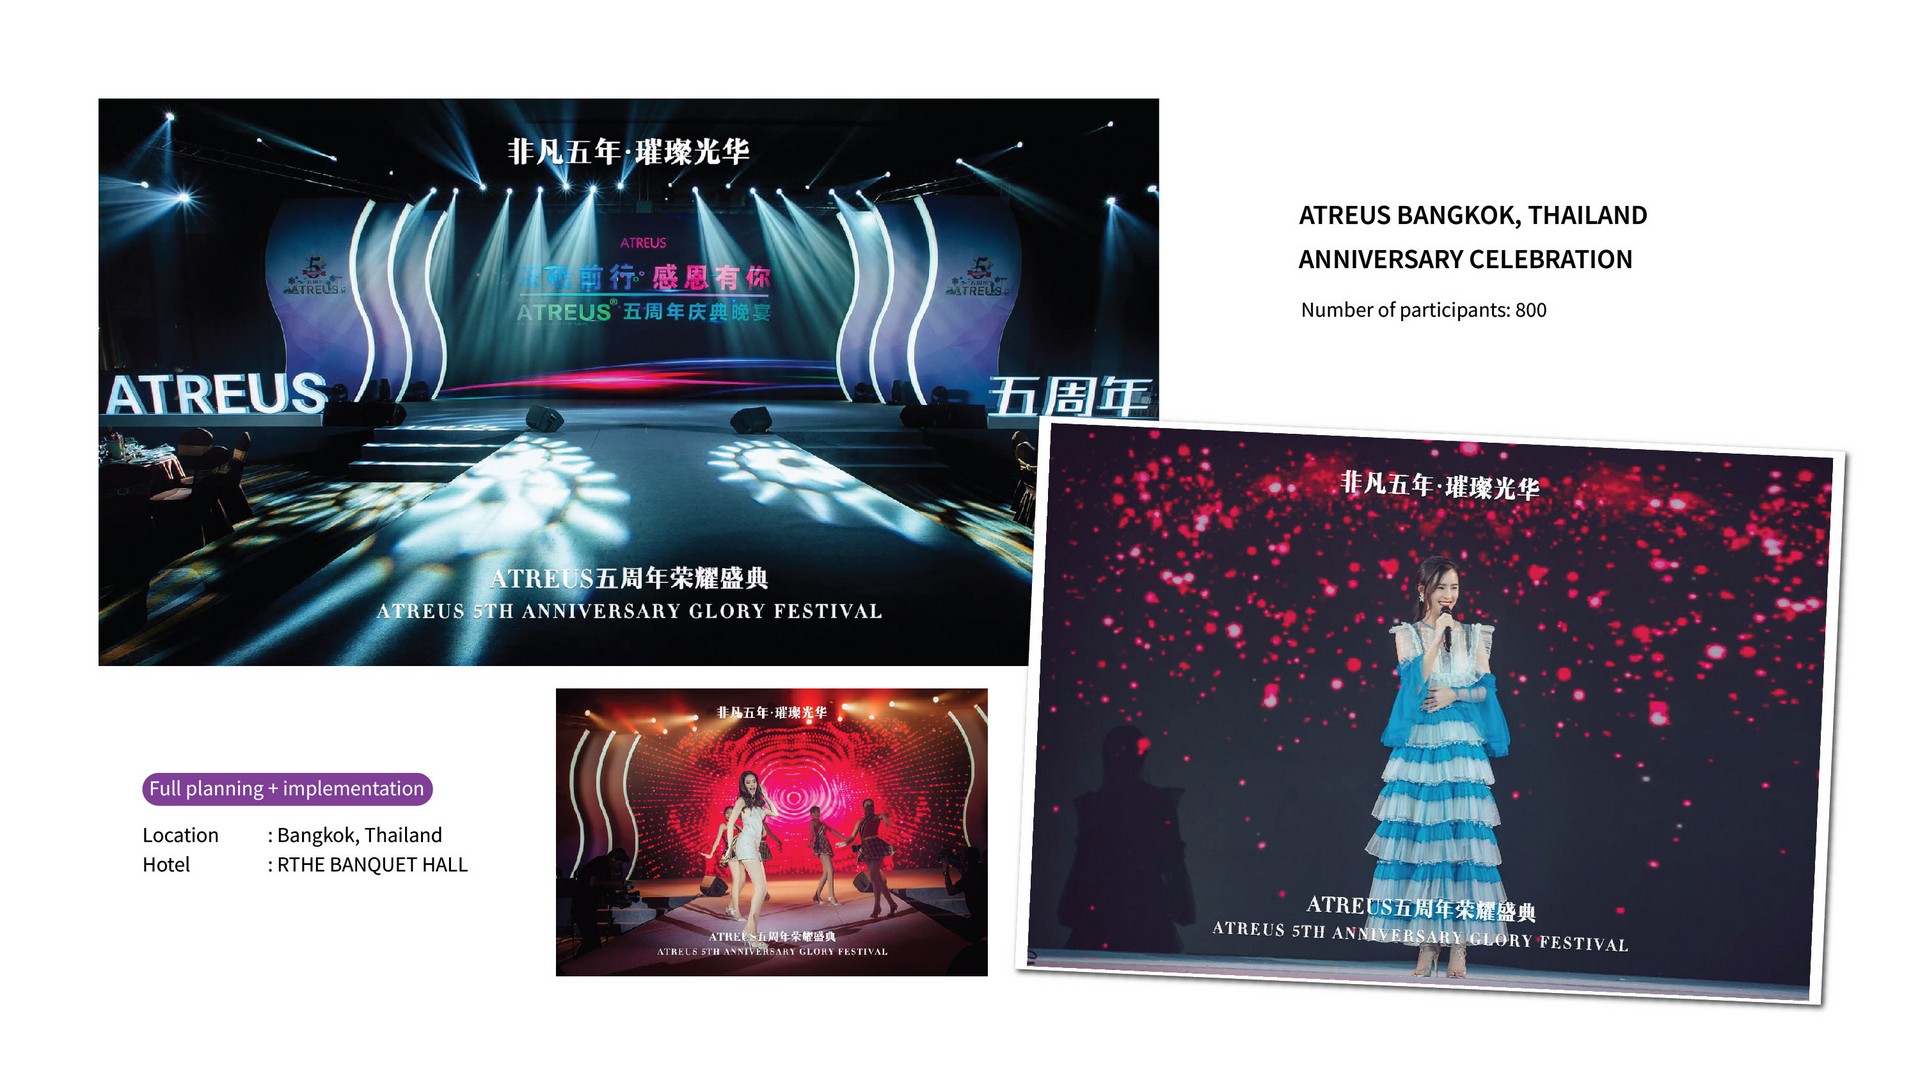 非凡五年·璀璨光华
ATREUS
前行·感恩有你
ATREUS® 五周年庆典晚宴
ATREUS
五周年
ATREUS五周年荣耀盛典
ATREUS 5TH ANNIVERSARY GLORY FESTIVAL
ATREUS BANGKOK, THAILAND
ANNIVERSARY CELEBRATION
Number of participants: 800
非凡五年·璀璨光华
ATREUS五周年荣耀盛典
ATREUS 5TH ANNIVERSARY GLORY FESTIVAL
Full planning + implementation
Location : Bangkok, Thailand
Hotel : RTHE BANQUET HALL
非凡五年·璀璨光华
ATREUS五周年荣耀盛典
ATREUS 5TH ANNIVERSARY GLORY FESTIVAL